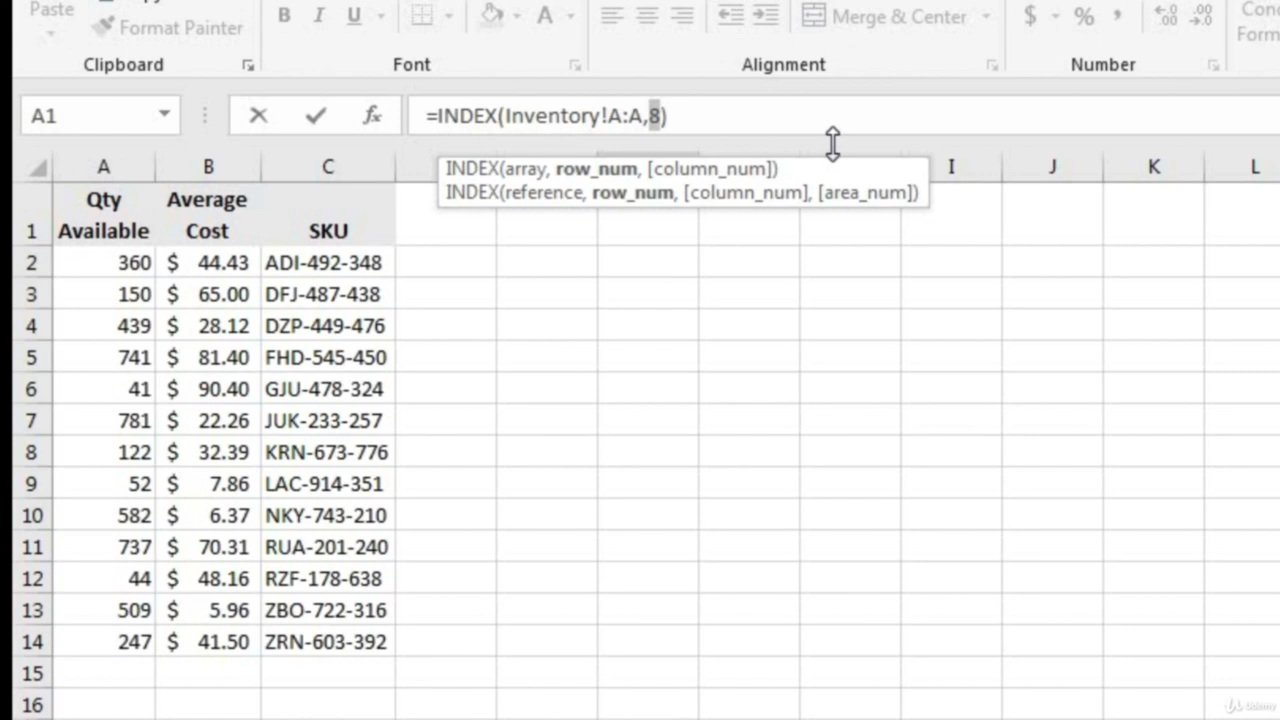 Paste
Format Painter
B I U A
Merge & Center
$ % ,
.00
.0
Clipboard Font Alignment Number
A1 fx =INDEX(Inventory!A:A,8)
INDEX(array, row_num, [column_num])
INDEX(reference, row_num, [column_num], [area_num])
A B C I J K L
Qty Average
1 Available Cost SKU
2 360 $ 44.43 ADI-492-348
3 150 $ 65.00 DFJ-487-438
4 439 $ 28.12 DZP-449-476
5 741 $ 81.40 FHD-545-450
6 41 $ 90.40 GJU-478-324
7 781 $ 22.26 JUK-233-257
8 122 $ 32.39 KRN-673-776
9 52 $ 7.86 LAC-914-351
10 582 $ 6.37 NKY-743-210
11 737 $ 70.31 RUA-201-240
12 44 $ 48.16 RZF-178-638
13 509 $ 5.96 ZBO-722-316
14 247 $ 41.50 ZRN-603-392
15
16
Udemy